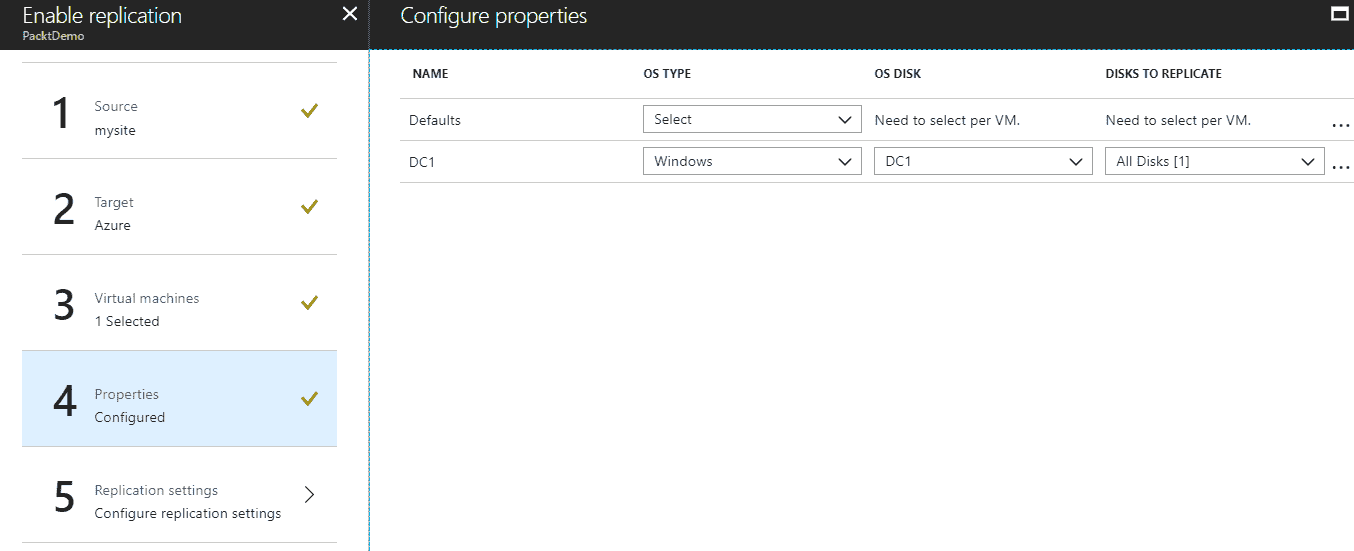 Enable replication
PacktDemo
1
Source
mysite
2
Target
Azure
3
Virtual machines
1 Selected
4
Properties
Configured
5
Replication settings
Configure replication settings
Configure properties
NAME OS TYPE OS DISK DISKS TO REPLICATE
Defaults Select Need to select per VM. Need to select per VM. ...
DC1 Windows DC1 All Disks [1] ...